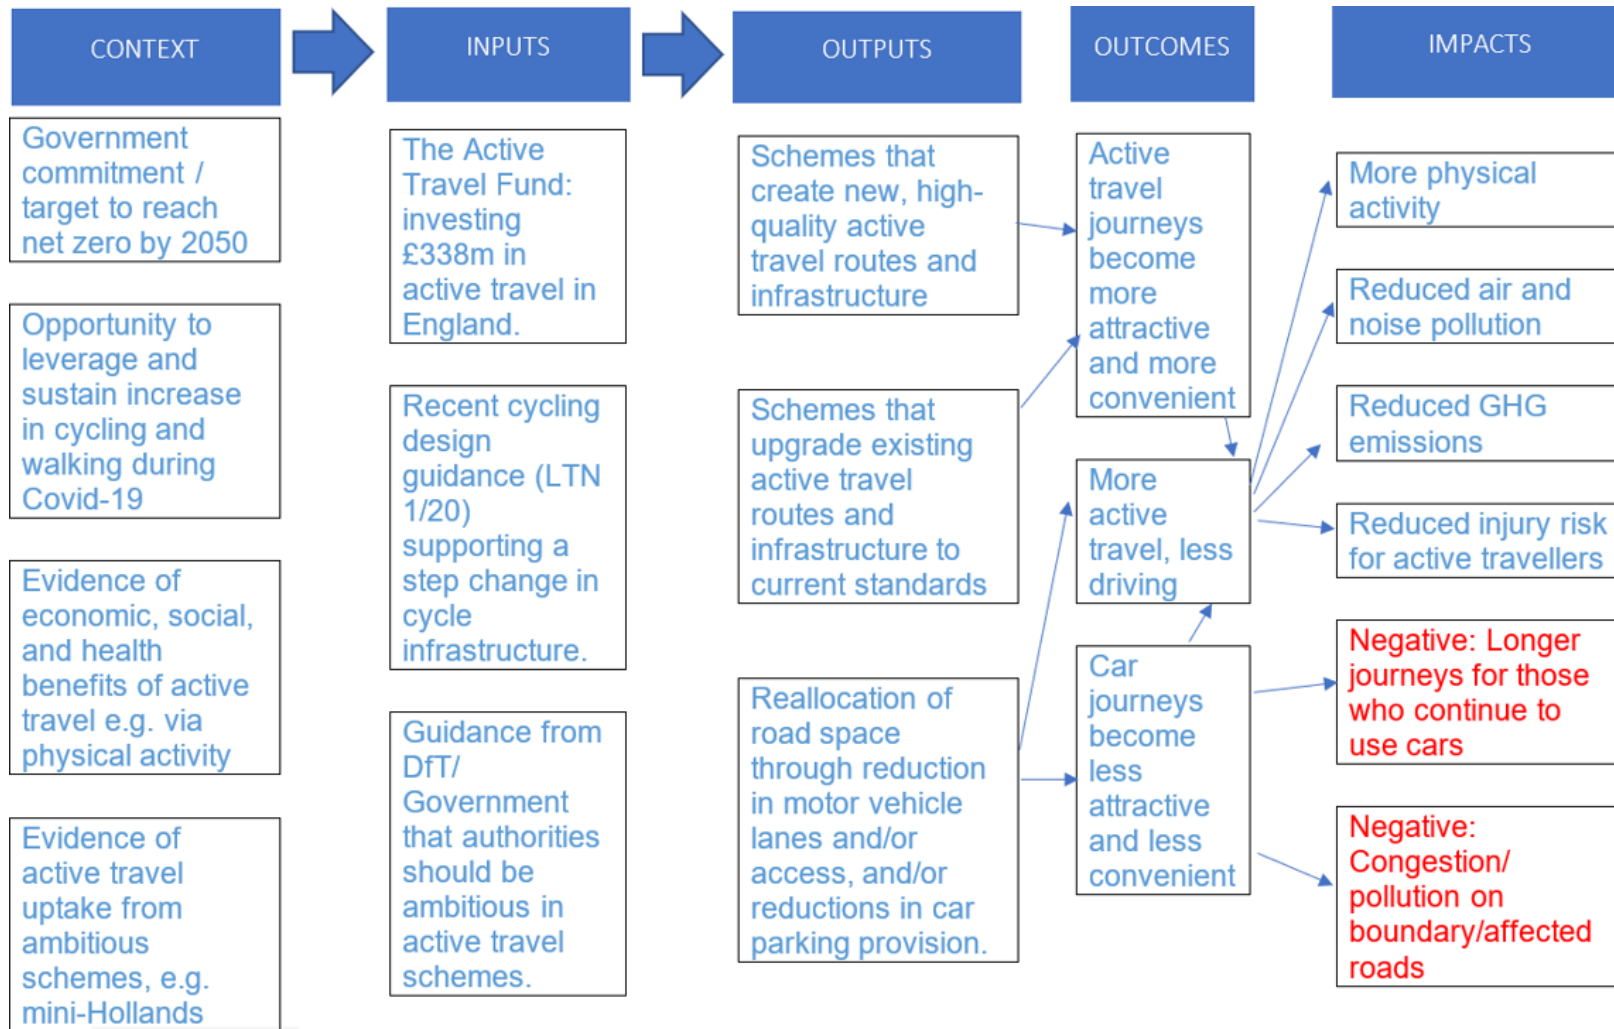 CONTEXT
INPUTS
OUTPUTS
OUTCOMES
IMPACTS
Government
commitment /
target to reach
net zero by 2050
Opportunity to
leverage and
sustain increase
in cycling and
walking during
Covid-19
Evidence of
economic, social,
and health
benefits of active
travel e.g. via
physical activity
Evidence of
active travel
uptake from
ambitious
schemes, e.g.
mini-Hollands
The Active
Travel Fund:
investing
£338m in
active travel in
England.
Recent cycling
design
guidance (LTN
1/20)
supporting a
step change in
cycle
infrastructure.
Guidance from
DfT/
Government
that authorities
should be
ambitious in
active travel
schemes.
Schemes that
create new, high-
quality active
travel routes and
infrastructure
Schemes that
upgrade existing
active travel
routes and
infrastructure to
current standards
Reallocation of
road space
through reduction
in motor vehicle
lanes and/or
access, and/or
reductions in car
parking provision.
Active
travel
journeys
become
more
attractive
and more
convenient
More
active
travel, less
driving
Car
journeys
become
less
attractive
and less
convenient
More physical
activity
Reduced air and
noise pollution
Reduced GHG
emissions
Reduced injury risk
for active travellers
Negative: Longer
journeys for those
who continue to
use cars
Negative:
Congestion/
pollution on
boundary/affected
roads